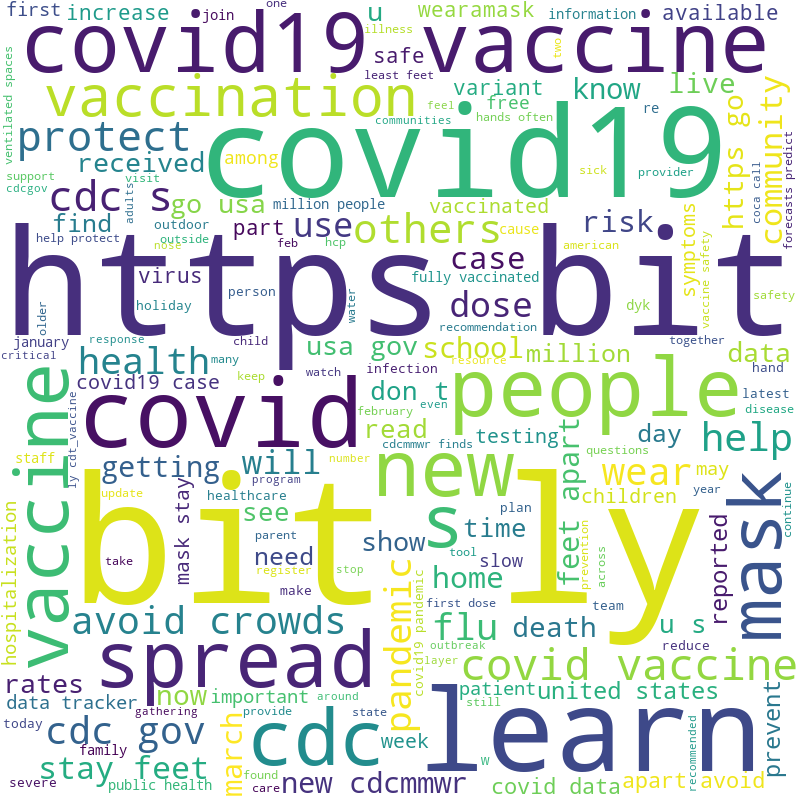 first
increase
join
one
u
wearamask
information
available
covid19
vaccine
illness
safe
two
least feet
variant
know
live
ventilated spaces
vaccination
free
re
feel
communities
hands often
covid19
protect
https go
community
received
among
support
cdcgov
visit
adults
sick
provider
coca call
forecasts predict
cdc s
go usa
million people
vaccinated
find
outdoor
part
use
others
risk
cause
symptoms
help protect
outside
nose
feb
hcp
american
vaccine safety
https
bit
case
virus
person
water
fully vaccinated
holiday
dose
dyk
safety
older
january
recommendation
critical
response
many
child
usa gov
school
million
together
data
health
keep
watch
infection
resource
hand
covid19 case
don t
people
latest
disease
vaccine
covid
february
even
read
testing
day
help
staff
ly cdt_vaccine
cdcmmwr finds
feet apart
questions
getting
will
number
new
wear
may
program
children
year
continue
update
healthcare
bit
ly
s
mask
hospitalization
mask stay
see
time
plan
parent
need
show
slow
reported
tool
prevention
across
take
register
stop
home
make
first dose
team
avoid crowds
pandemic
covid19 pandemic
flu
death
u s
reduce
outbreak
spread
layer
covid vaccine
rates
now
important
around
patient
united states
still
recommended
prevent
data tracker
gathering
provide
state
today
cdc gov
march
cdc
learn
week
family
w
stay feet
found
severe
public health
care
new cdcmmwr
covid data
apart avoid